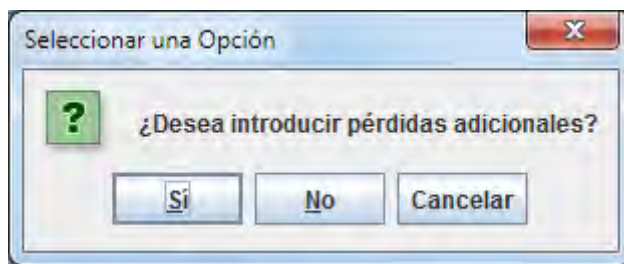 Seleccionar una Opción
?
¿Desea introducir pérdidas adicionales?
Sí No Cancelar